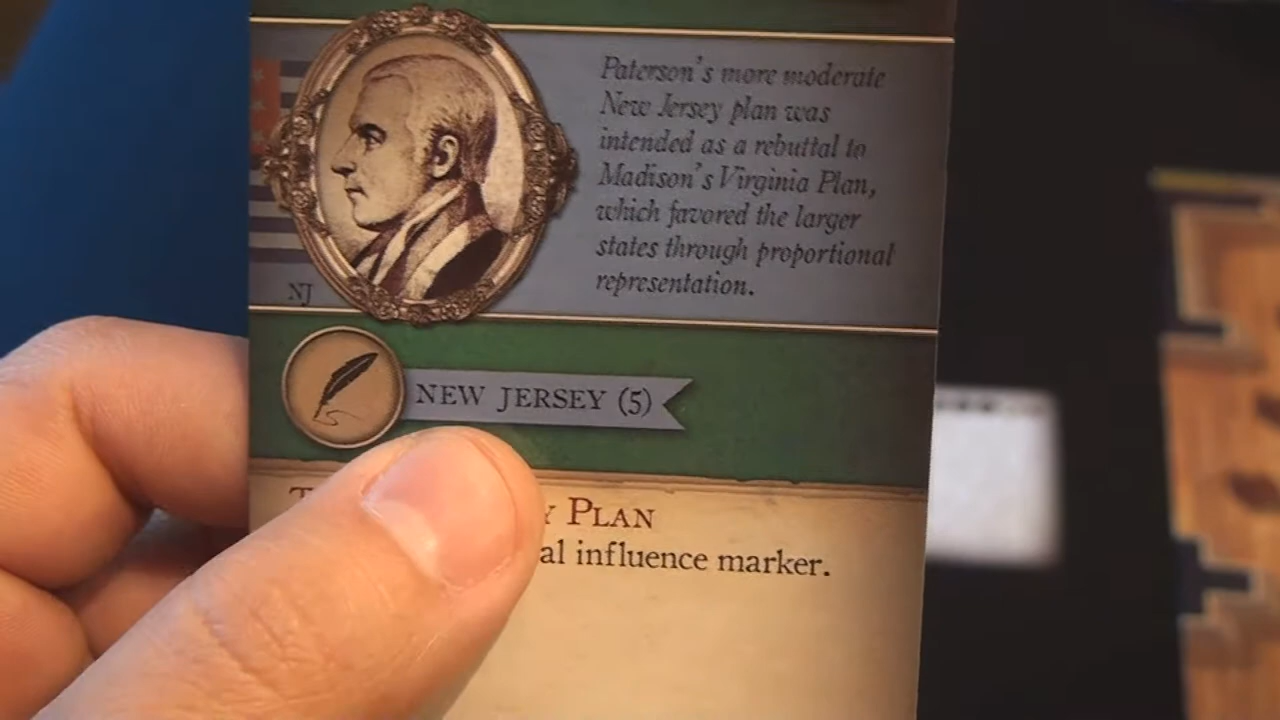 Paterson's more moderate
New Jersey plan was
intended as a rebuttal to
Madison's Virginia Plan,
which favored the larger
states through proportional
representation.
NJ
NEW JERSEY (5)
PLAN
influence marker.